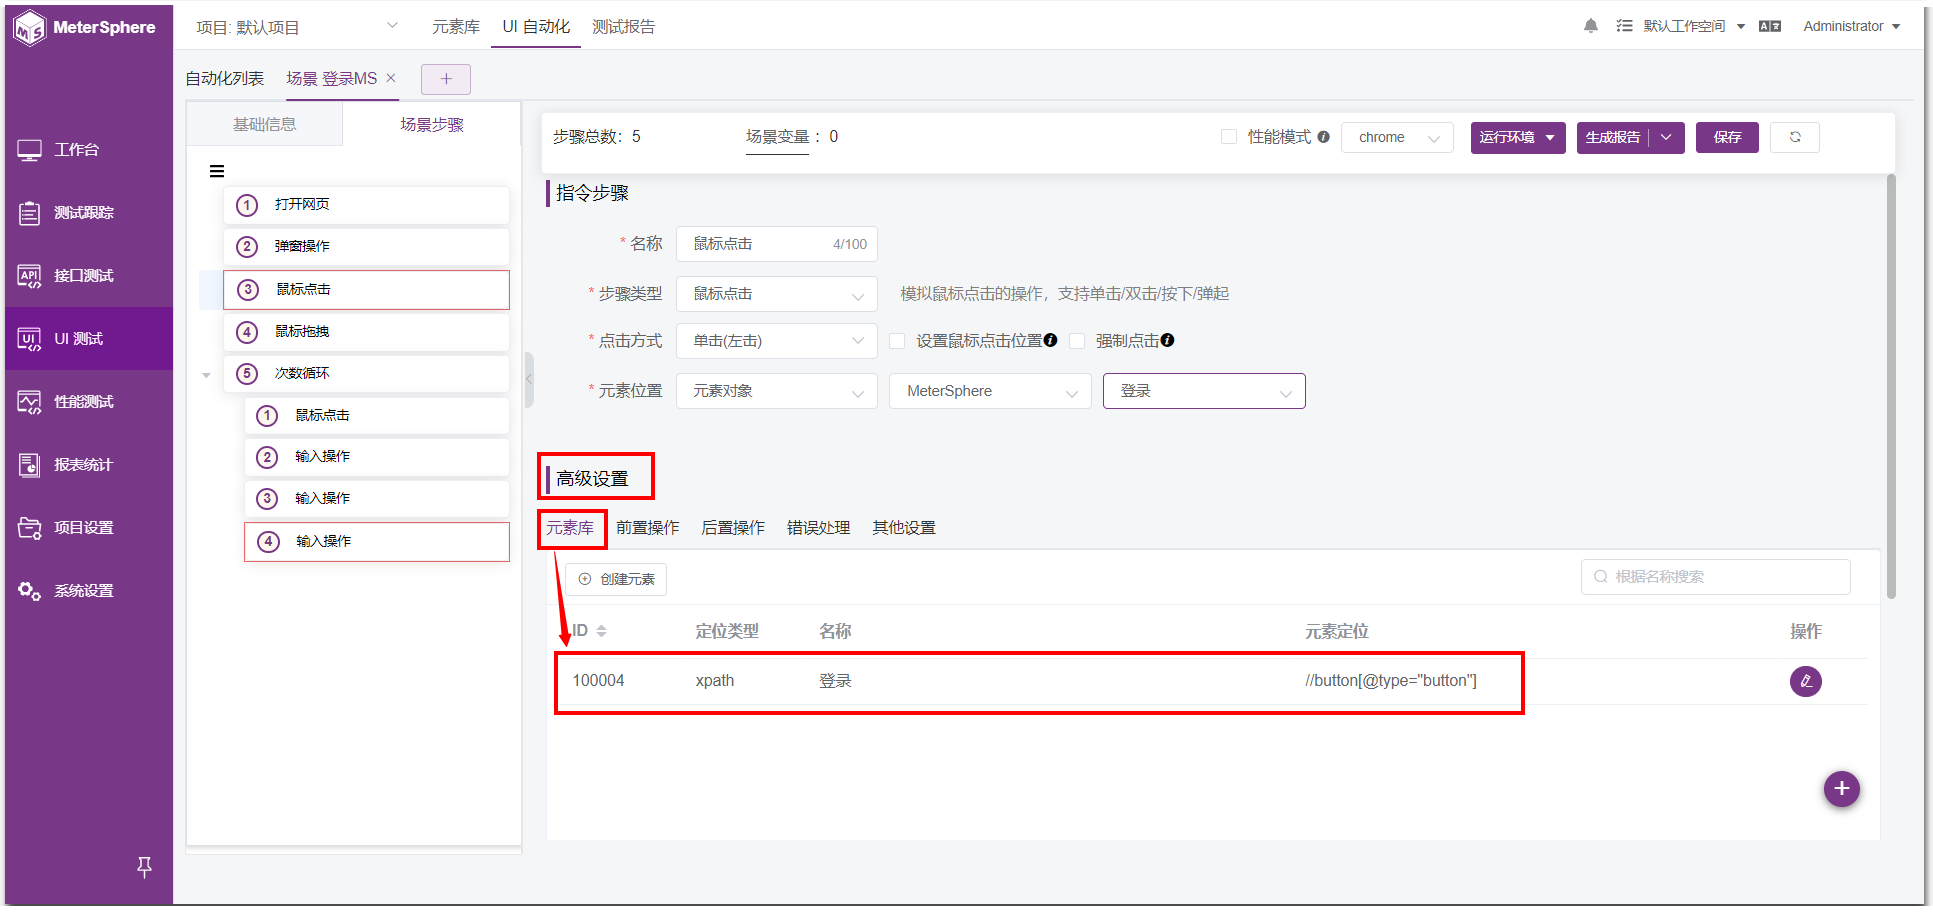 MeterSphere
项目: 默认项目
元素库
UI 自动化
测试报告
默认工作空间
Administrator
自动化列表
场景 登录MS
工作台
测试跟踪
接口测试
UI 测试
性能测试
报表统计
项目设置
系统设置
基础信息
场景步骤
1 打开网页
2 弹窗操作
3 鼠标点击
4 鼠标拖拽
5 次数循环
1 鼠标点击
2 输入操作
3 输入操作
4 输入操作
步骤总数: 5
场景变量 : 0
性能模式
chrome
运行环境
生成报告
保存
指令步骤
* 名称 鼠标点击 4/100
* 步骤类型 鼠标点击 模拟鼠标点击的操作，支持单击/双击/按下/弹起
* 点击方式 单击(左击) 设置鼠标点击位置 强制点击
* 元素位置 元素对象 MeterSphere 登录
高级设置
元素库 前置操作 后置操作 错误处理 其他设置
创建元素
根据名称搜索
ID 定位类型 名称 元素定位 操作
100004 xpath 登录 //button[@type="button"]